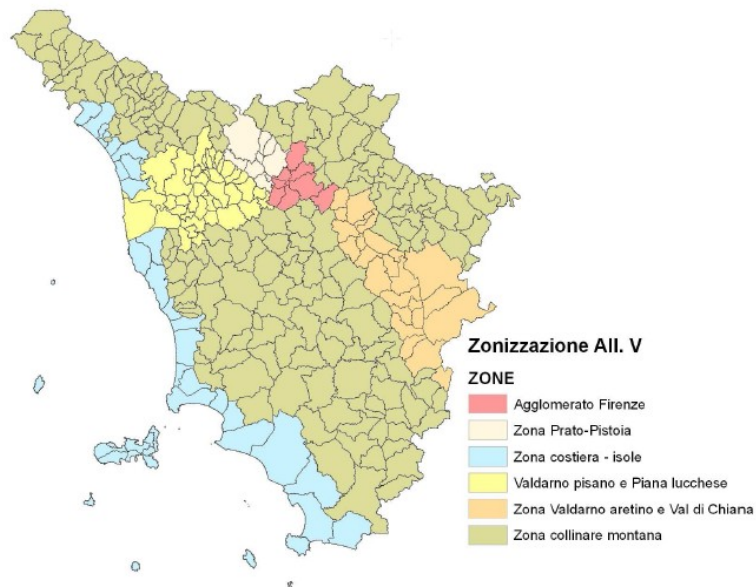 Zonizzazione All. V
ZONE
Agglomerato Firenze
Zona Prato-Pistoia
Zona costiera - isole
Valdarno pisano e Piana lucchese
Zona Valdarno aretino e Val di Chiana
Zona collinare montana